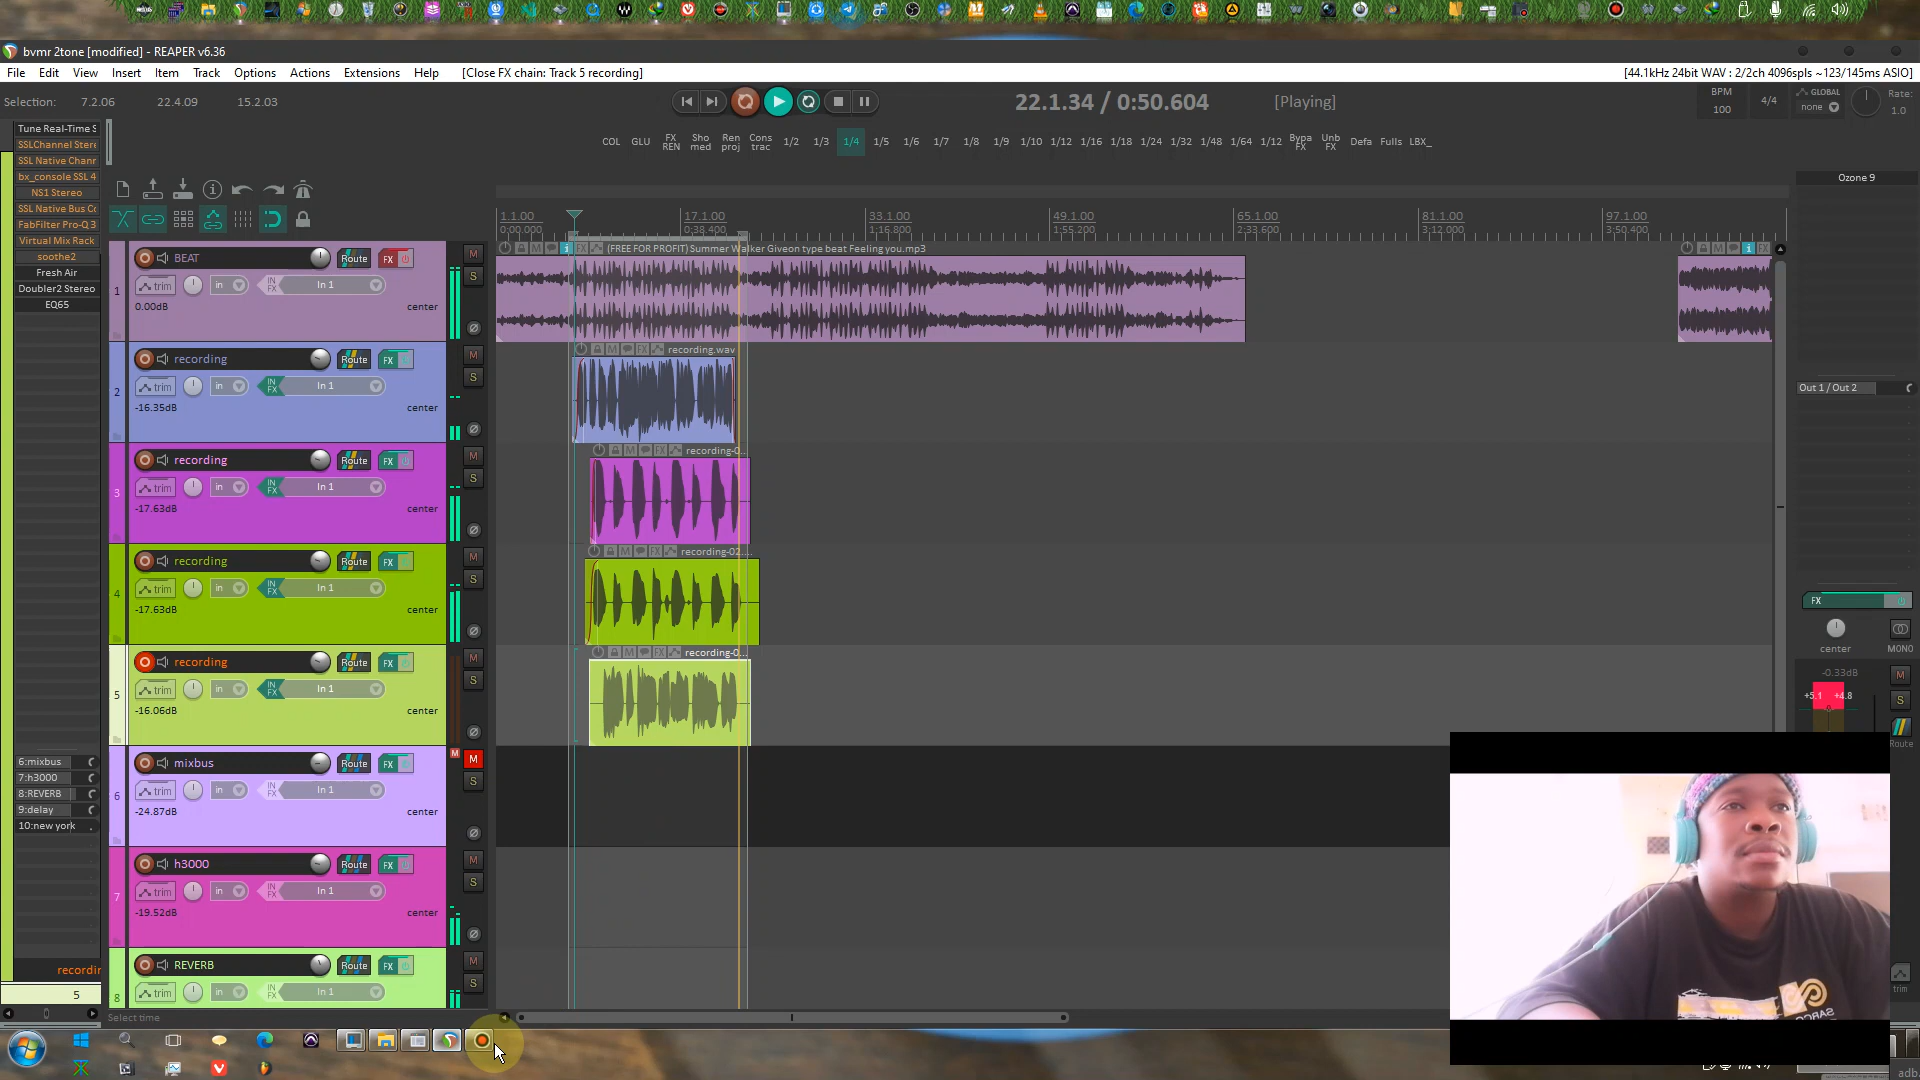 bvmr 2tone [modified] - REAPER v6.36
File Edit View Insert Item Track Options Actions Extensions Help [Close FX chain: Track 5 recording]
[44.1kHz 24bit WAV : 2/2ch 4096spls ~123/145ms ASIO]
Selection: 7.2.06 22.4.09 15.2.03
22.1.34 / 0:50.604 [Playing]
BPM
100
4/4
GLOBAL
none
Rate:
1.0
COL GLU FX REN Sho med Ren proj Cons trac 1/2 1/3 1/4 1/5 1/6 1/7 1/8 1/9 1/10 1/12 1/16 1/18 1/24 1/32 1/48 1/64 1/12 Bypa FX Unb FX Defa Fulls LBX_
Tune Real-Time S
SSLChannel Stere
SSL Native Chanr
bx_console SSL 4
NS1 Stereo
SSL Native Bus Cc
FabFilter Pro-Q 3
Virtual Mix Rack
soothe2
Fresh Air
Doubler2 Stereo
EQ65
6:mixbus
7:h3000
8:REVERB
9:delay
10:new york
recordin
5
1.1.00 17.1.00 33.1.00 49.1.00 65.1.00 81.1.00 97.1.00
0:00.000 0:38.400 1:16.800 1:55.200 2:33.600 3:12.000 3:50.400
(FREE FOR PROFIT) Summer Walker Giveon type beat Feeling you.mp3
1 BEAT Route FX M S
trim in IN FX In 1
0.00dB center
recording.wav
2 recording Route FX M S
trim in IN FX In 1
-16.35dB center
recording-0...
3 recording Route FX M S
trim in IN FX In 1
-17.63dB center
recording-02....
4 recording Route FX M S
trim in IN FX In 1
-17.63dB center
recording-0...
5 recording Route FX M S
trim in IN FX In 1
-16.06dB center
6 mixbus Route FX M S
trim in IN FX In 1
-24.87dB center
7 h3000 Route FX M S
trim in IN FX In 1
-19.52dB center
8 REVERB Route FX M S
trim in IN FX In 1
Select time
Ozone 9
Out 1 / Out 2
FX
center
MONO
-0.33dB
+5.1 +4.8
M
S
Route
trim
adb.